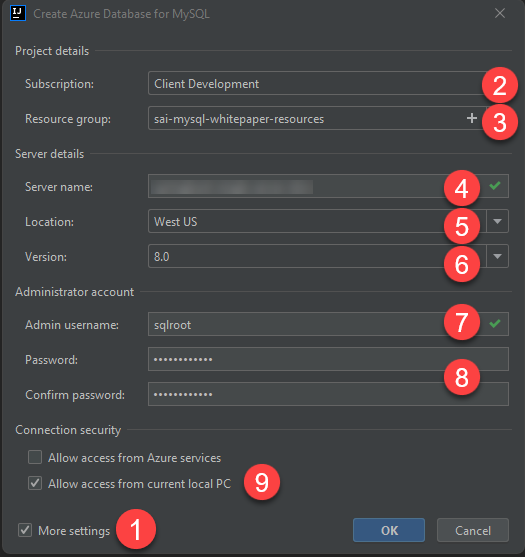 IJ Create Azure Database for MySQL
Project details
Subscription: Client Development 2
Resource group: sai-mysql-whitepaper-resources + 3
Server details
Server name: 4
Location: West US 5
Version: 8.0 6
Administrator account
Admin username: sqlroot 7
Password: ••••••••••••
8
Confirm password: ••••••••••••
Connection security
Allow access from Azure services
Allow access from current local PC 9
More settings 1 OK Cancel